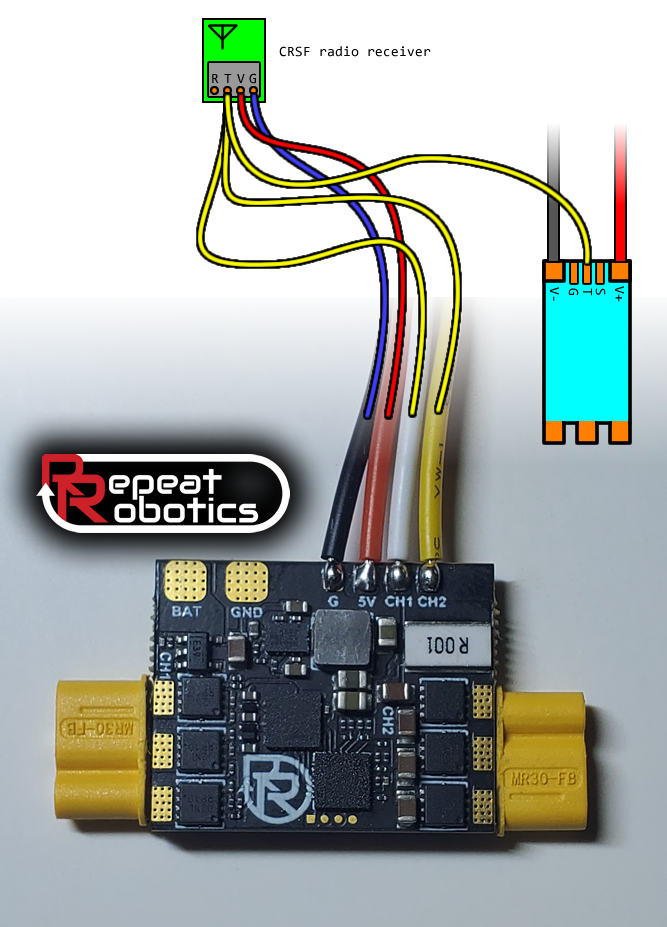 CRSF radio receiver
R T V G
V- G T S V+
Repeat
Robotics
BAT GND G 5V CH1 CH2
CH1
R001
CH2
MR30-FB
MR30-FB